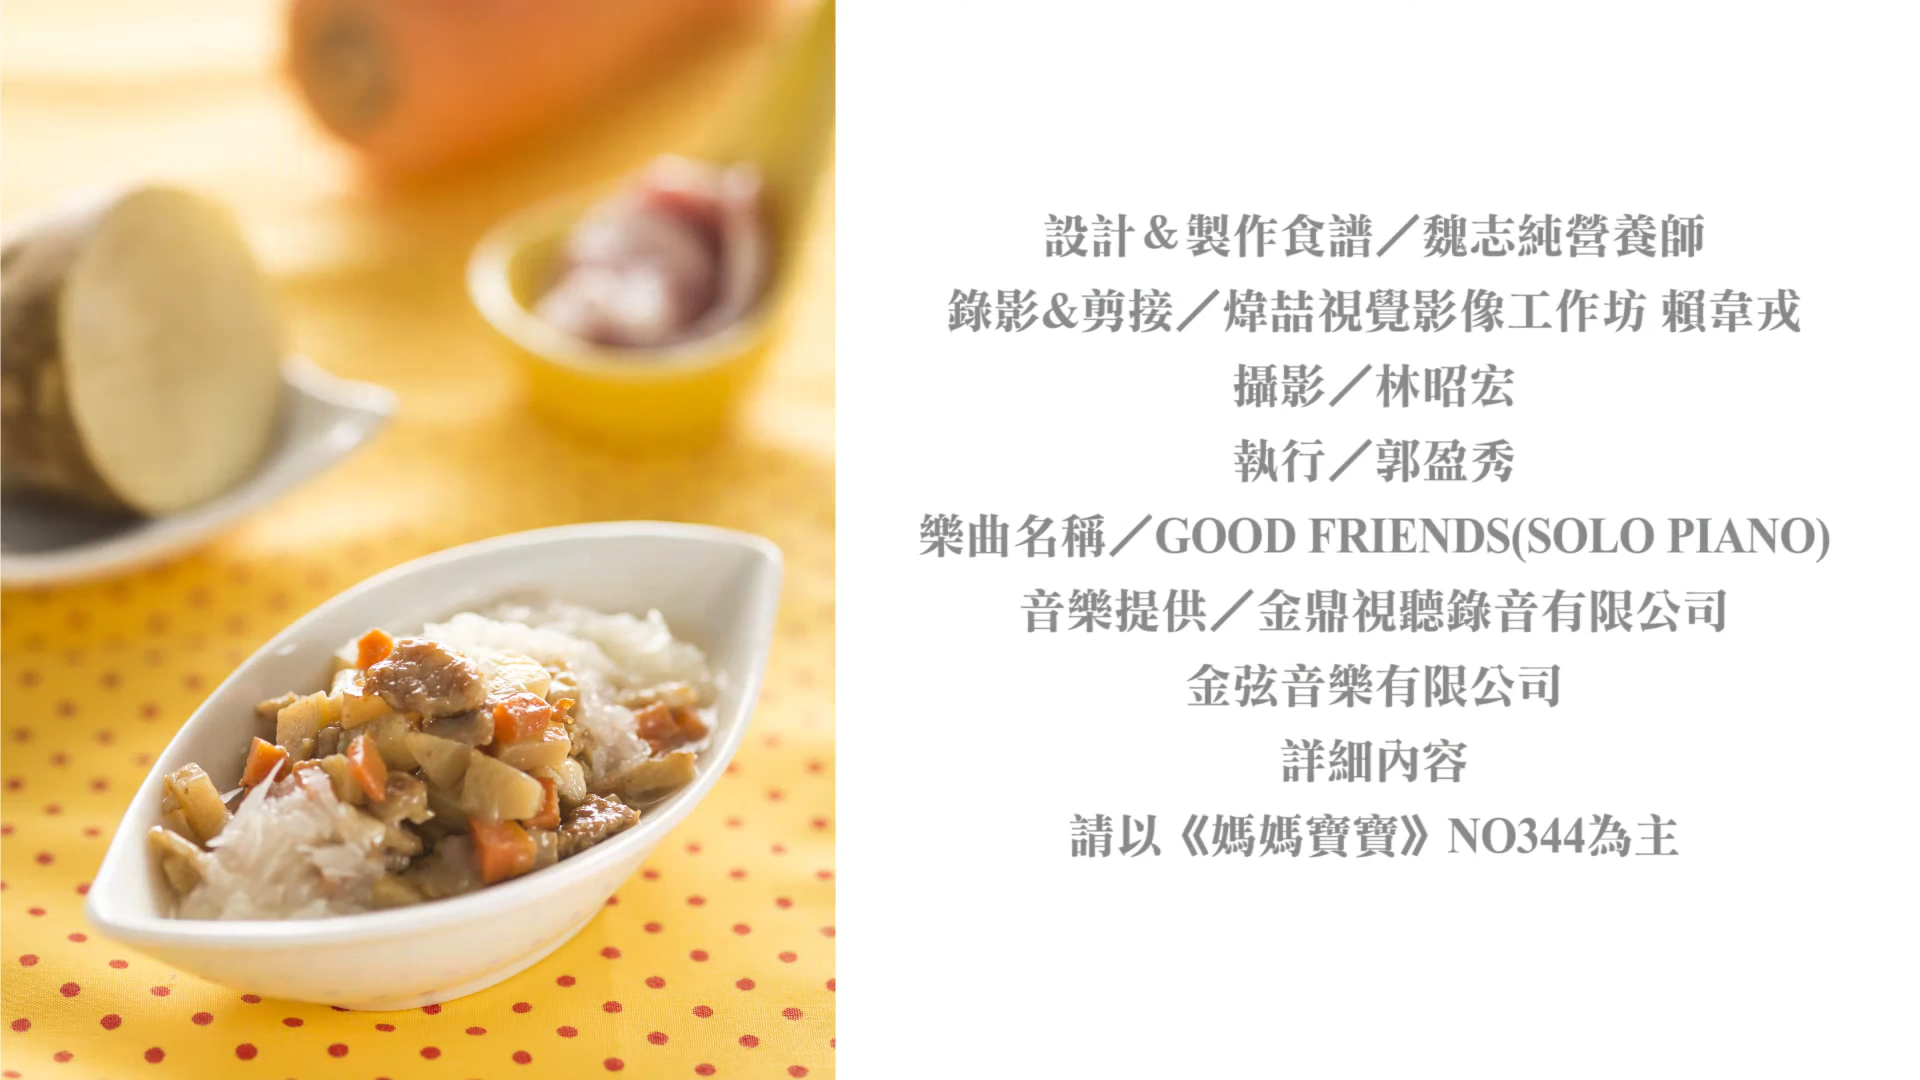 設計＆製作食譜／魏志純營養師
錄影&剪接／煒喆視覺影像工作坊 賴韋戎
攝影／林昭宏
執行／郭盈秀
樂曲名稱／GOOD FRIENDS(SOLO PIANO)
音樂提供／金鼎視聽錄音有限公司
金弦音樂有限公司
詳細內容
請以《媽媽寶寶》NO344為主